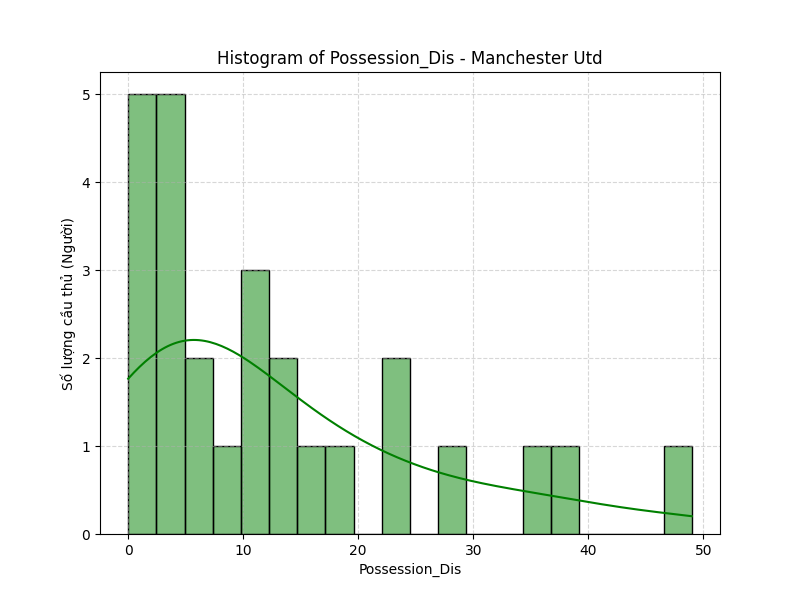 Histogram of Possession_Dis - Manchester Utd
5
4
3
2
1
0
Số lượng cầu thủ (Người)
0 10 20 30 40 50
Possession_Dis